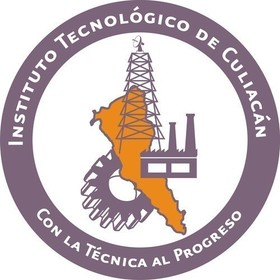 Instituto Tecnológico de Culiacán
Con la Técnica al Progreso